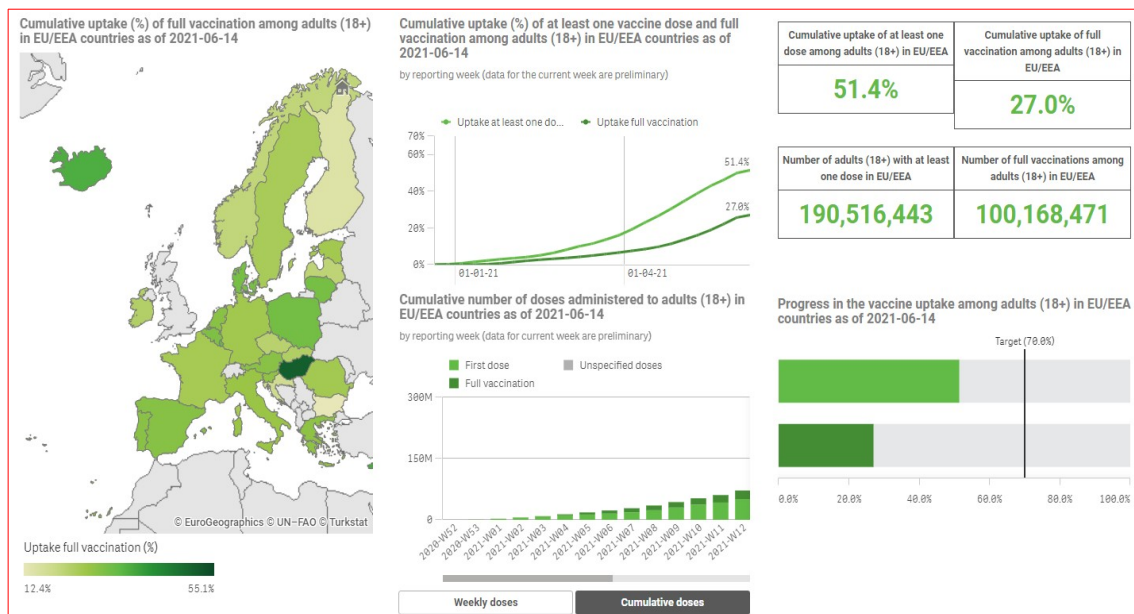 Cumulative uptake (%) of full vaccination among adults (18+)
in EU/EEA countries as of 2021-06-14
© EuroGeographics © UN-FAO © Turkstat
Uptake full vaccination (%)
12.4%
55.1%
Cumulative uptake (%) of at least one vaccine dose and full
vaccination among adults (18+) in EU/EEA countries as of
2021-06-14
by reporting week (data for the current week are preliminary)
Uptake at least one do...
Uptake full vaccination
70%
60%
40%
20%
0%
51.4%
27.0%
01-01-21
01-04-21
Cumulative number of doses administered to adults (18+) in
EU/EEA countries as of 2021-06-14
by reporting week (data for current week are preliminary)
First dose
Unspecified doses
Full vaccination
300M
150M
0
2020-W52
2020-W53
2021-W01
2021-W02
2021-W03
2021-W04
2021-W05
2021-W06
2021-W07
2021-W08
2021-W09
2021-W10
2021-W11
2021-W12
Weekly doses
Cumulative doses
Cumulative uptake of at least one
dose among adults (18+) in EU/EEA
51.4%
Cumulative uptake of full
vaccination among adults (18+) in
EU/EEA
27.0%
Number of adults (18+) with at least
one dose in EU/EEA
190,516,443
Number of full vaccinations among
adults (18+) in EU/EEA
100,168,471
Progress in the vaccine uptake among adults (18+) in EU/EEA
countries as of 2021-06-14
Target (70.0%)
0.0%
20.0%
40.0%
60.0%
80.0%
100.0%